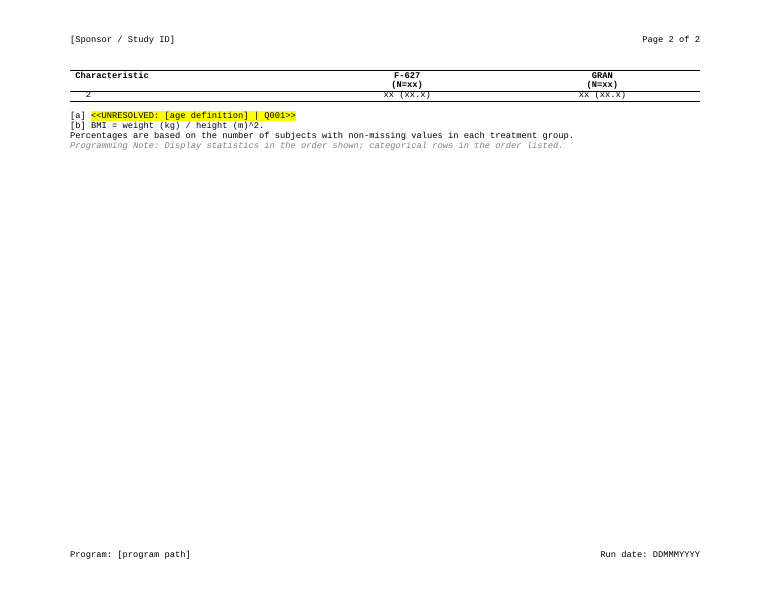 [Sponsor / Study ID] Page 2 of 2
Characteristic F-627 GRAN
(N=xx) (N=xx)
2 xx (xx.x) xx (xx.x)
[a] <<UNRESOLVED: [age definition] | Q001>>
[b] BMI = weight (kg) / height (m)^2.
Percentages are based on the number of subjects with non-missing values in each treatment group.
Programming Note: Display statistics in the order shown; categorical rows in the order listed.
Program: [program path] Run date: DDMMMYYYY